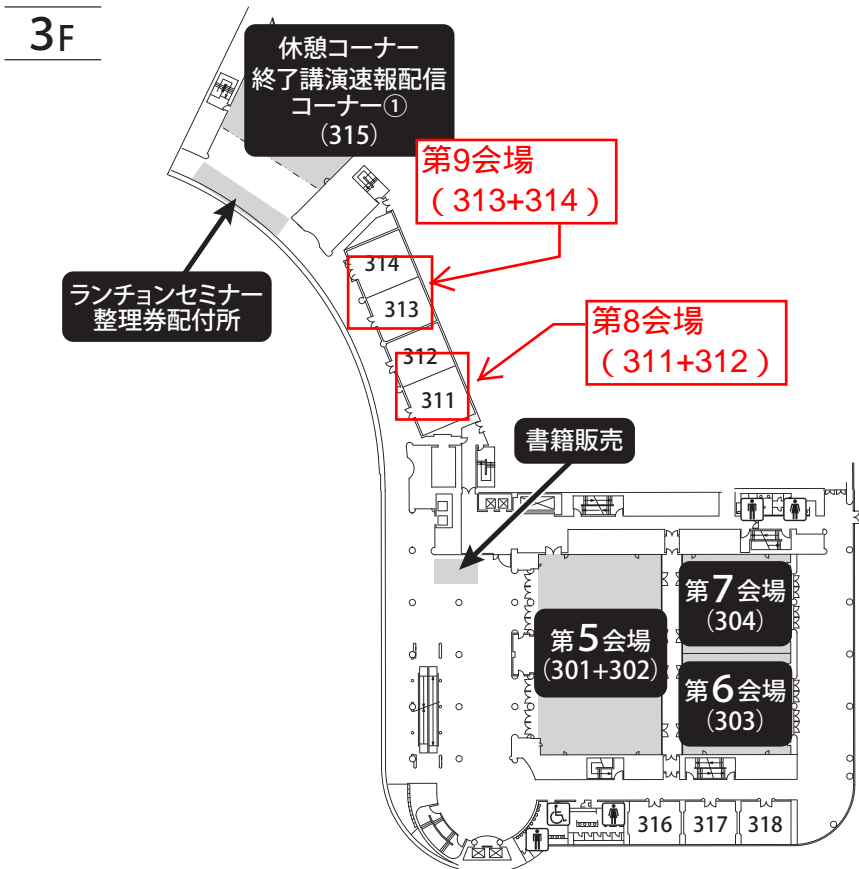 3F
休憩コーナー
終了講演速報配信
コーナー①
(315)
第9会場
（313+314）
ランチョンセミナー
整理券配付所
314
313
第8会場
（311+312）
312
311
書籍販売
第7会場
(304)
第5会場
(301+302)
第6会場
(303)
316
317
318